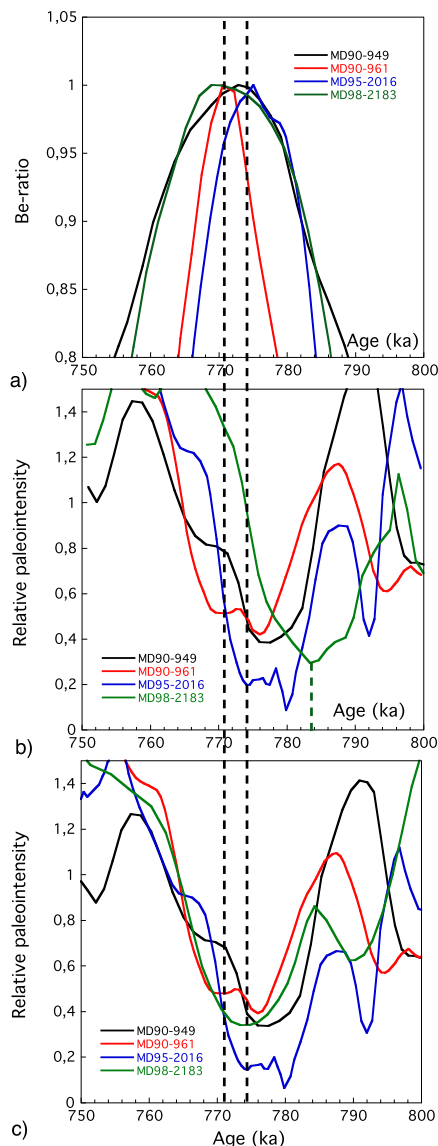 1,05
1
0,95
0,9
0,85
0,8
Be-ratio
MD90-949
MD90-961
MD95-2016
MD98-2183
Age (ka)
750 760 770 780 790 800
a)
1,4
1,2
1
0,8
0,6
0,4
0,2
0
Relative paleointensity
MD90-949
MD90-961
MD95-2016
MD98-2183
Age (ka)
750 760 770 780 790 800
b)
1,4
1,2
1
0,8
0,6
0,4
0,2
0
Relative paleointensity
MD90-949
MD90-961
MD95-2016
MD98-2183
750 760 770 780 790 800
Age (ka)
c)